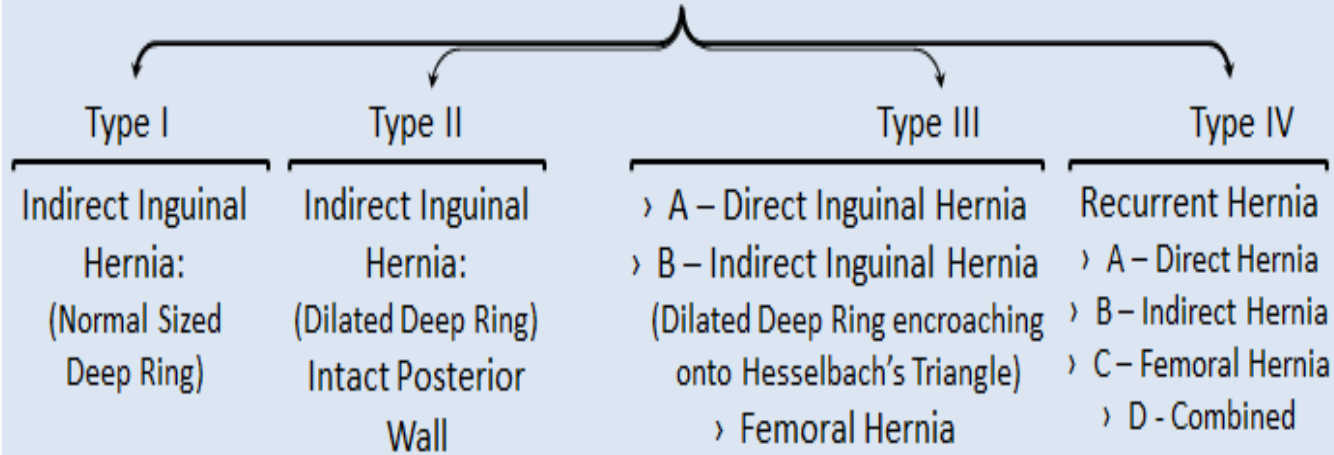 Type I
Indirect Inguinal
Hernia:
(Normal Sized
Deep Ring)
Type II
Indirect Inguinal
Hernia:
(Dilated Deep Ring)
Intact Posterior
Wall
Type III
› A – Direct Inguinal Hernia
› B – Indirect Inguinal Hernia
(Dilated Deep Ring encroaching
onto Hesselbach's Triangle)
› Femoral Hernia
Type IV
Recurrent Hernia
› A – Direct Hernia
› B – Indirect Hernia
› C – Femoral Hernia
› D - Combined